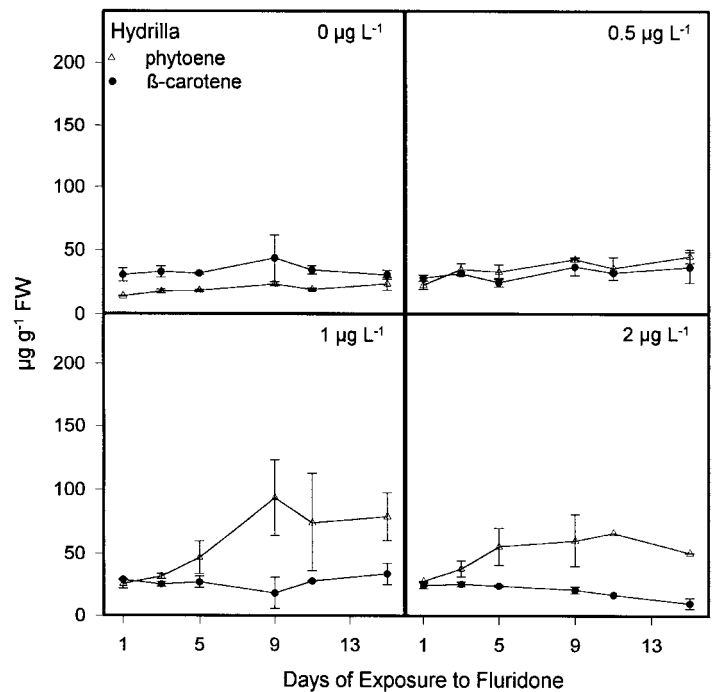 Hydrilla
phytoene
ß-carotene
0 µg L⁻¹
0.5 µg L⁻¹
200
150
100
50
0
1 µg L⁻¹
2 µg L⁻¹
200
150
100
50
0
µg g⁻¹ FW
1 5 9 13 1 5 9 13
Days of Exposure to Fluridone